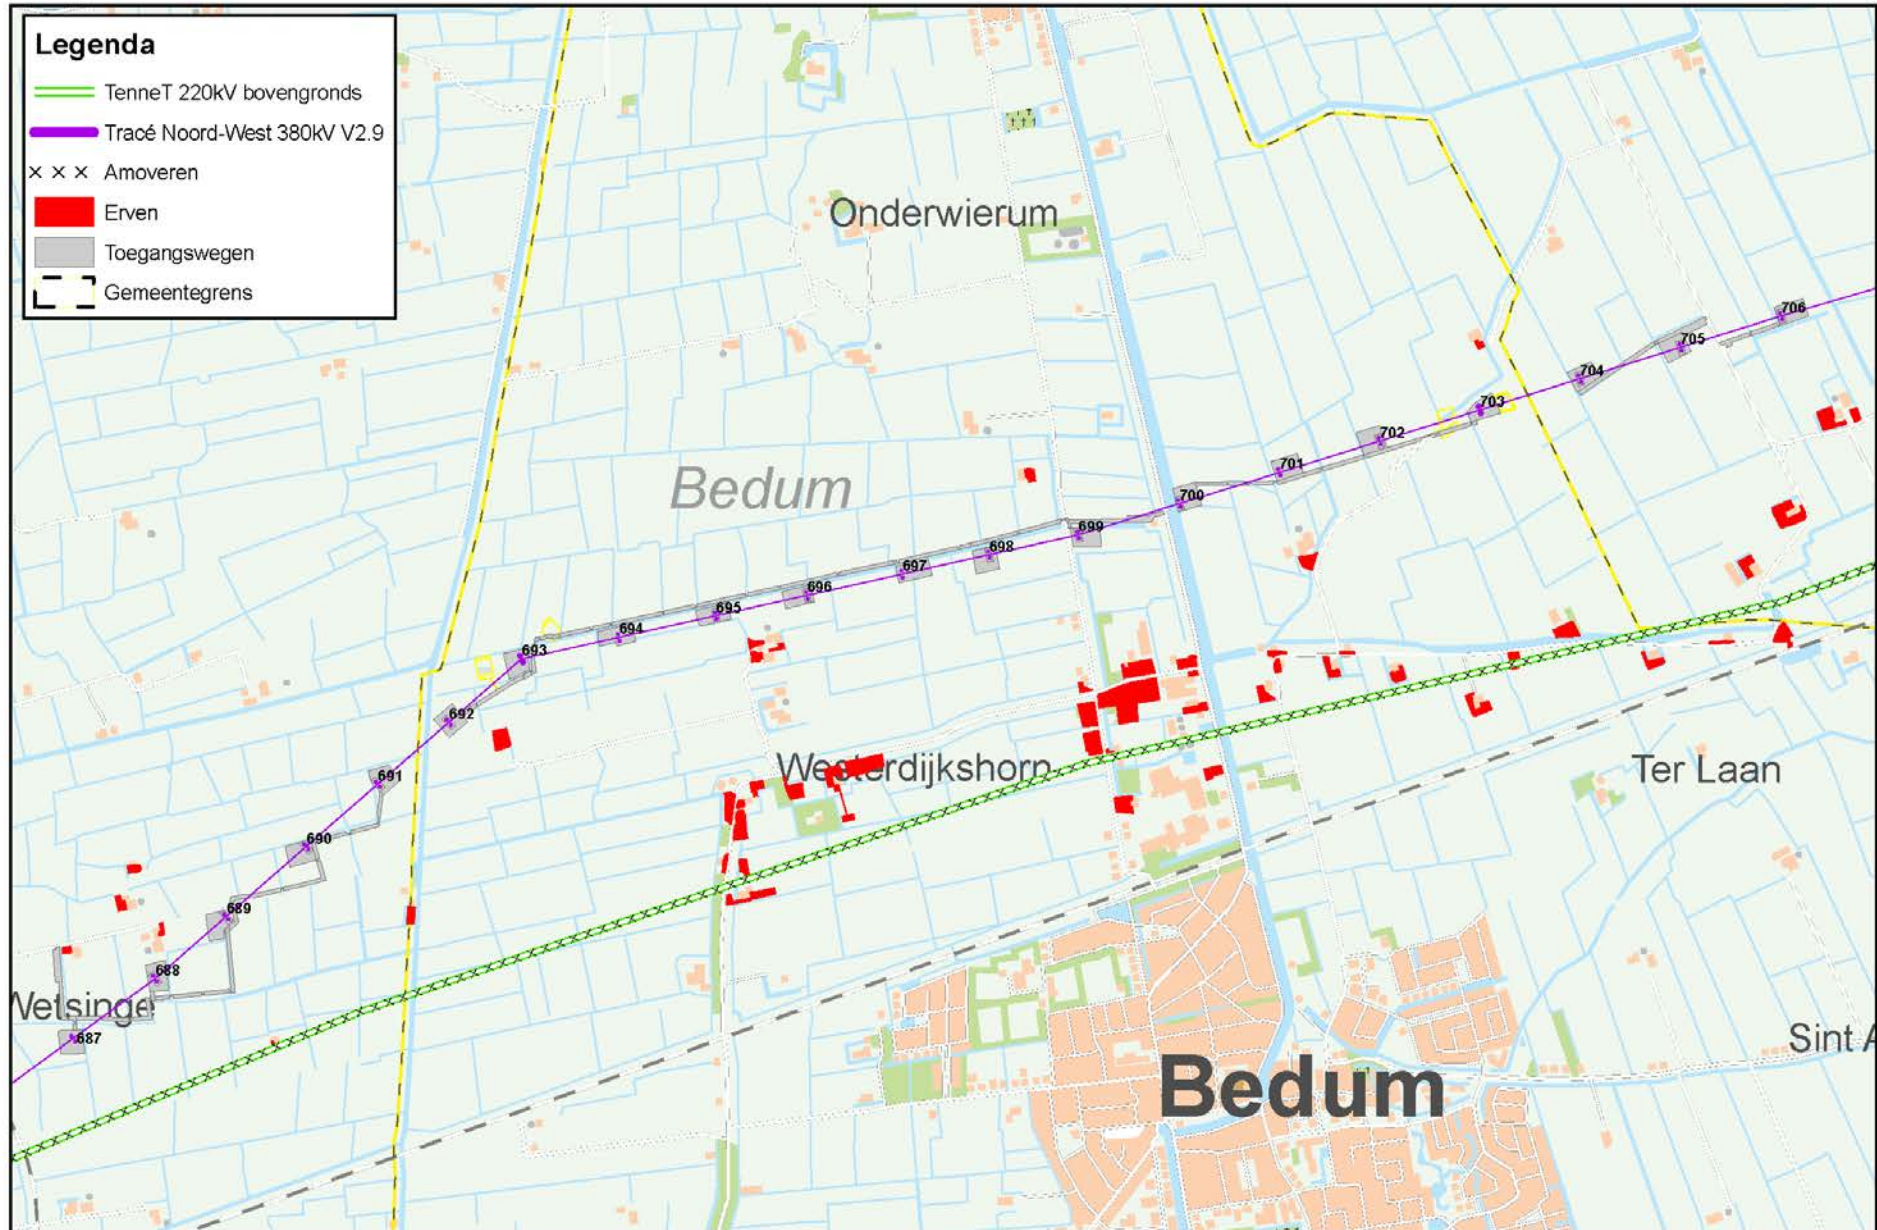 Legenda
TenneT 220kV bovengronds
Tracé Noord-West 380kV V2.9
Amoveren
Erven
Toegangswegen
Gemeentegrens
Onderwierum
706
705
704
703
702
Bedum
701
700
699
698
697
696
695
694
693
692
691
Westerdijkshorn
Ter Laan
690
689
688
Wetsinge
687
Sint A
Bedum